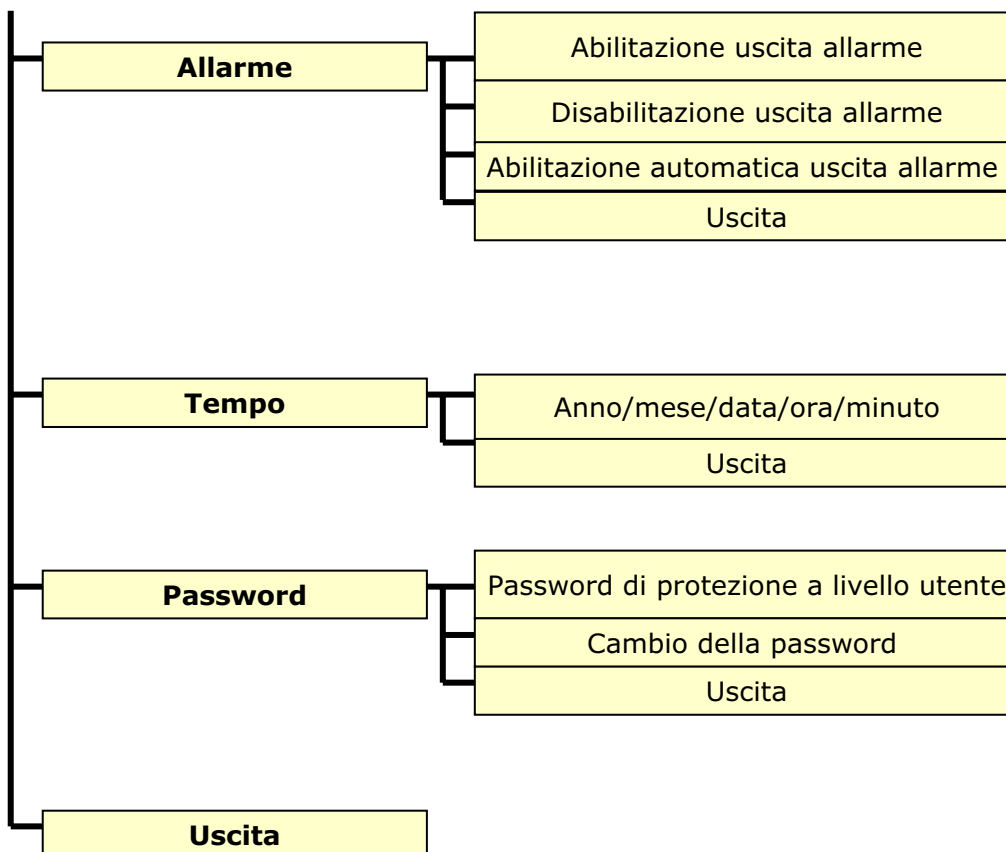 Allarme
Abilitazione uscita allarme
Disabilitazione uscita allarme
Abilitazione automatica uscita allarme
Uscita
Tempo
Anno/mese/data/ora/minuto
Uscita
Password
Password di protezione a livello utente
Cambio della password
Uscita
Uscita